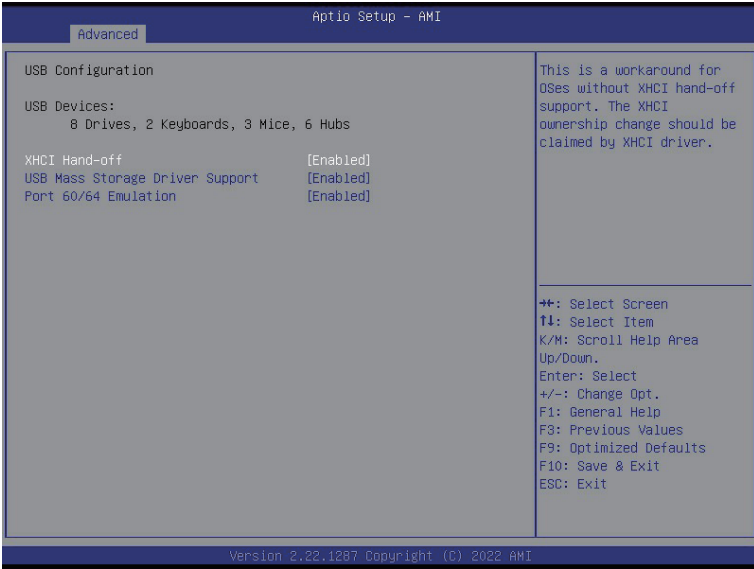 Aptio Setup – AMI
Advanced
USB Configuration
USB Devices:
8 Drives, 2 Keyboards, 3 Mice, 6 Hubs
XHCI Hand-off [Enabled]
USB Mass Storage Driver Support [Enabled]
Port 60/64 Emulation [Enabled]
This is a workaround for
OSes without XHCI hand-off
support. The XHCI
ownership change should be
claimed by XHCI driver.
→←: Select Screen
↑↓: Select Item
K/M: Scroll Help Area
Up/Down.
Enter: Select
+/-: Change Opt.
F1: General Help
F3: Previous Values
F9: Optimized Defaults
F10: Save & Exit
ESC: Exit
Version 2.22.1287 Copyright (C) 2022 AMI